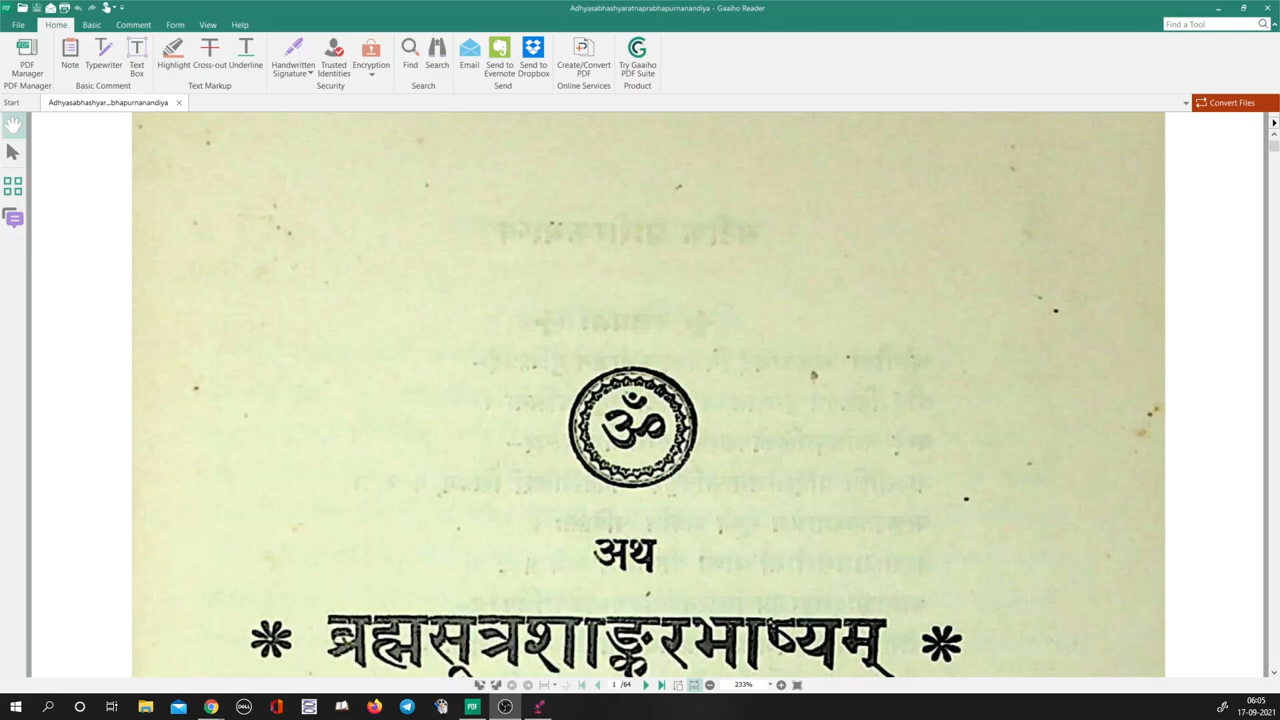 Adhyasabhashyaratnaprabhapurnanandiya - Gaaiho Reader
File Home Basic Comment Form View Help
Find a Tool
PDF Manager Note Typewriter Text Box Highlight Cross-out Underline Handwritten Signature Trusted Identities Encryption Find Search Email Send to Evernote Send to Dropbox Create/Convert PDF Try Gaaiho PDF Suite
PDF Manager Basic Comment Text Markup Security Search Send Online Services Product
Start Adhyasabhashyar...bhapurnanandiya Convert Files
ॐ
अथ
* ब्रह्मसूत्रशाङ्करभाष्यम् *
1 /64 233%
06:05
17-09-2021